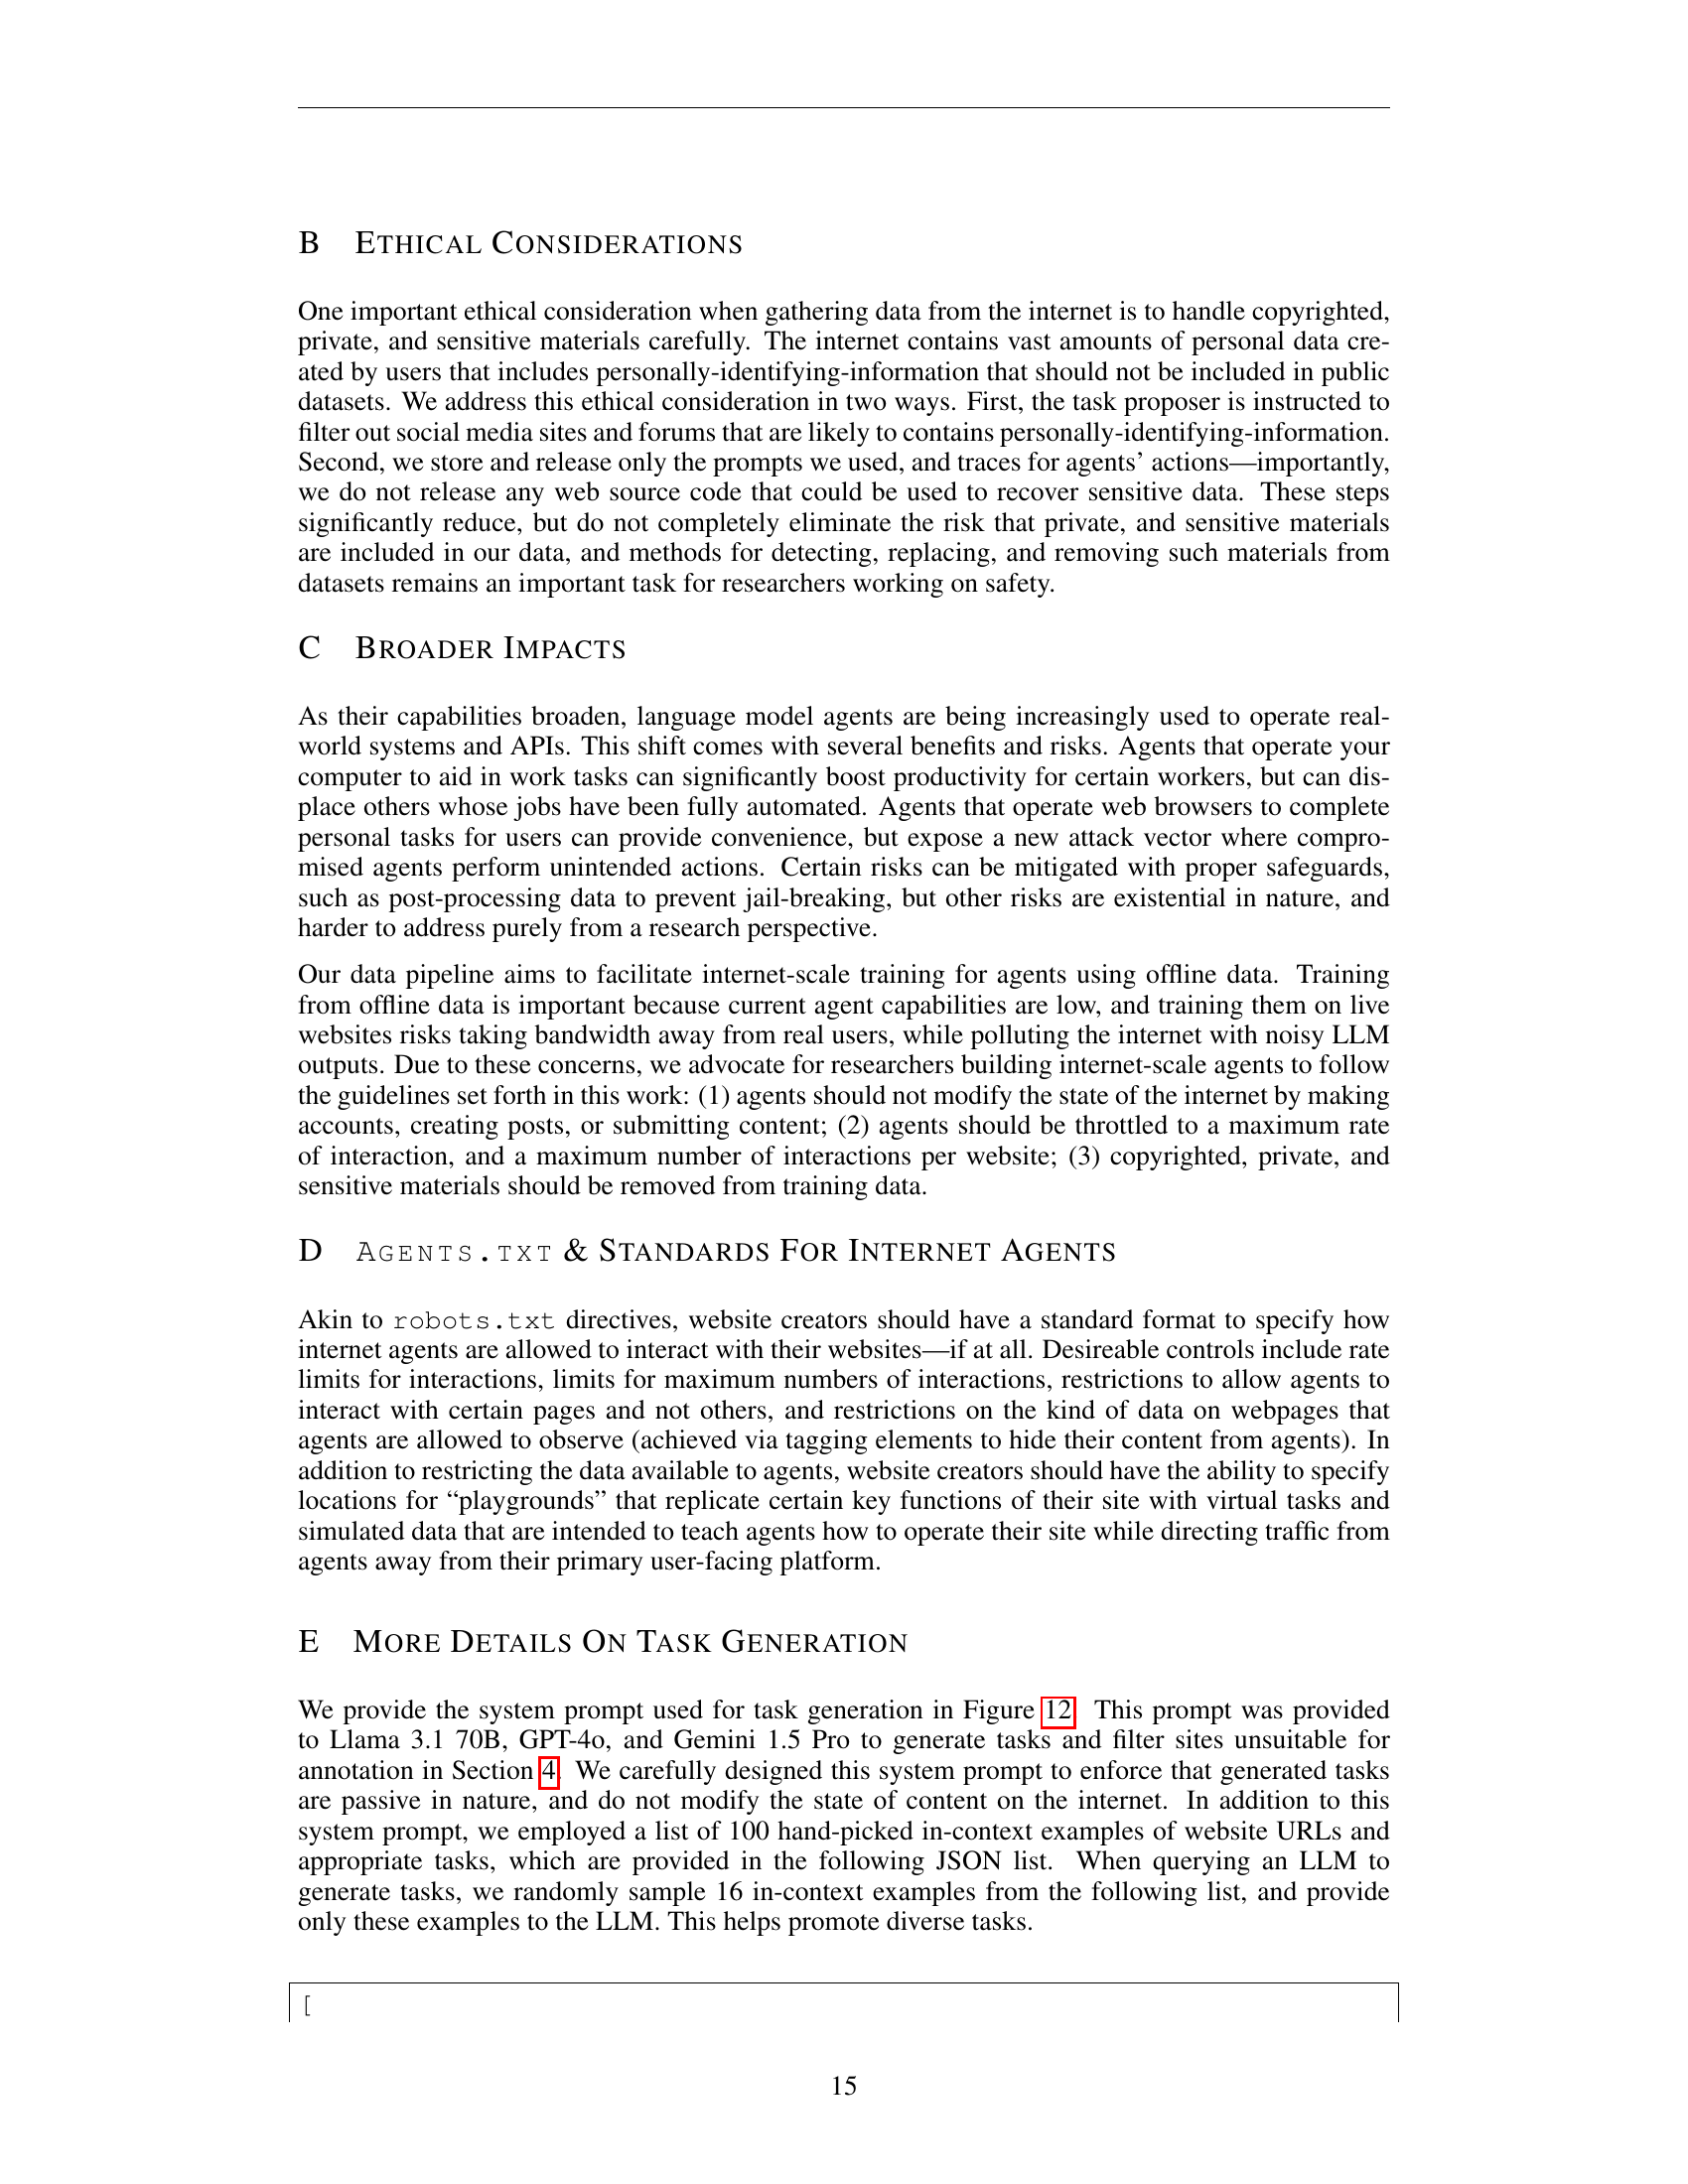 B ETHICAL CONSIDERATIONS
One important ethical consideration when gathering data from the internet is to handle copyrighted,
private, and sensitive materials carefully. The internet contains vast amounts of personal data cre-
ated by users that includes personally-identifying-information that should not be included in public
datasets. We address this ethical consideration in two ways. First, the task proposer is instructed to
filter out social media sites and forums that are likely to contains personally-identifying-information.
Second, we store and release only the prompts we used, and traces for agents' actions—importantly,
we do not release any web source code that could be used to recover sensitive data. These steps
significantly reduce, but do not completely eliminate the risk that private, and sensitive materials
are included in our data, and methods for detecting, replacing, and removing such materials from
datasets remains an important task for researchers working on safety.
C BROADER IMPACTS
As their capabilities broaden, language model agents are being increasingly used to operate real-
world systems and APIs. This shift comes with several benefits and risks. Agents that operate your
computer to aid in work tasks can significantly boost productivity for certain workers, but can dis-
place others whose jobs have been fully automated. Agents that operate web browsers to complete
personal tasks for users can provide convenience, but expose a new attack vector where compro-
mised agents perform unintended actions. Certain risks can be mitigated with proper safeguards,
such as post-processing data to prevent jail-breaking, but other risks are existential in nature, and
harder to address purely from a research perspective.
Our data pipeline aims to facilitate internet-scale training for agents using offline data. Training
from offline data is important because current agent capabilities are low, and training them on live
websites risks taking bandwidth away from real users, while polluting the internet with noisy LLM
outputs. Due to these concerns, we advocate for researchers building internet-scale agents to follow
the guidelines set forth in this work: (1) agents should not modify the state of the internet by making
accounts, creating posts, or submitting content; (2) agents should be throttled to a maximum rate
of interaction, and a maximum number of interactions per website; (3) copyrighted, private, and
sensitive materials should be removed from training data.
D AGENTS.TXT & STANDARDS FOR INTERNET AGENTS
Akin to robots.txt directives, website creators should have a standard format to specify how
internet agents are allowed to interact with their websites—if at all. Desireable controls include rate
limits for interactions, limits for maximum numbers of interactions, restrictions to allow agents to
interact with certain pages and not others, and restrictions on the kind of data on webpages that
agents are allowed to observe (achieved via tagging elements to hide their content from agents). In
addition to restricting the data available to agents, website creators should have the ability to specify
locations for “playgrounds” that replicate certain key functions of their site with virtual tasks and
simulated data that are intended to teach agents how to operate their site while directing traffic from
agents away from their primary user-facing platform.
E MORE DETAILS ON TASK GENERATION
We provide the system prompt used for task generation in Figure 12. This prompt was provided
to Llama 3.1 70B, GPT-4o, and Gemini 1.5 Pro to generate tasks and filter sites unsuitable for
annotation in Section 4. We carefully designed this system prompt to enforce that generated tasks
are passive in nature, and do not modify the state of content on the internet. In addition to this
system prompt, we employed a list of 100 hand-picked in-context examples of website URLs and
appropriate tasks, which are provided in the following JSON list. When querying an LLM to
generate tasks, we randomly sample 16 in-context examples from the following list, and provide
only these examples to the LLM. This helps promote diverse tasks.
[
15